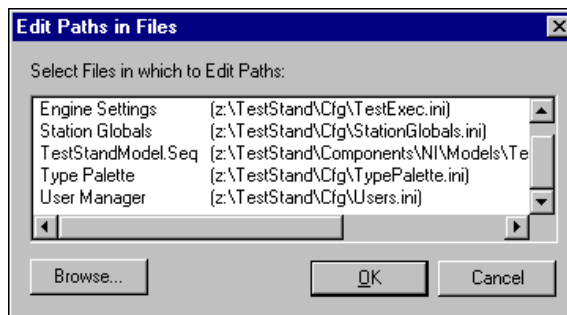 Edit Paths in Files
Select Files in which to Edit Paths:
Engine Settings (z:\TestStand\Cfg\TestExec.ini)
Station Globals (z:\TestStand\Cfg\StationGlobals.ini)
TestStandModel.Seq (z:\TestStand\Components\NI\Models\Te
Type Palette (z:\TestStand\Cfg\TypePalette.ini)
User Manager (z:\TestStand\Cfg\Users.ini)
Browse... OK Cancel